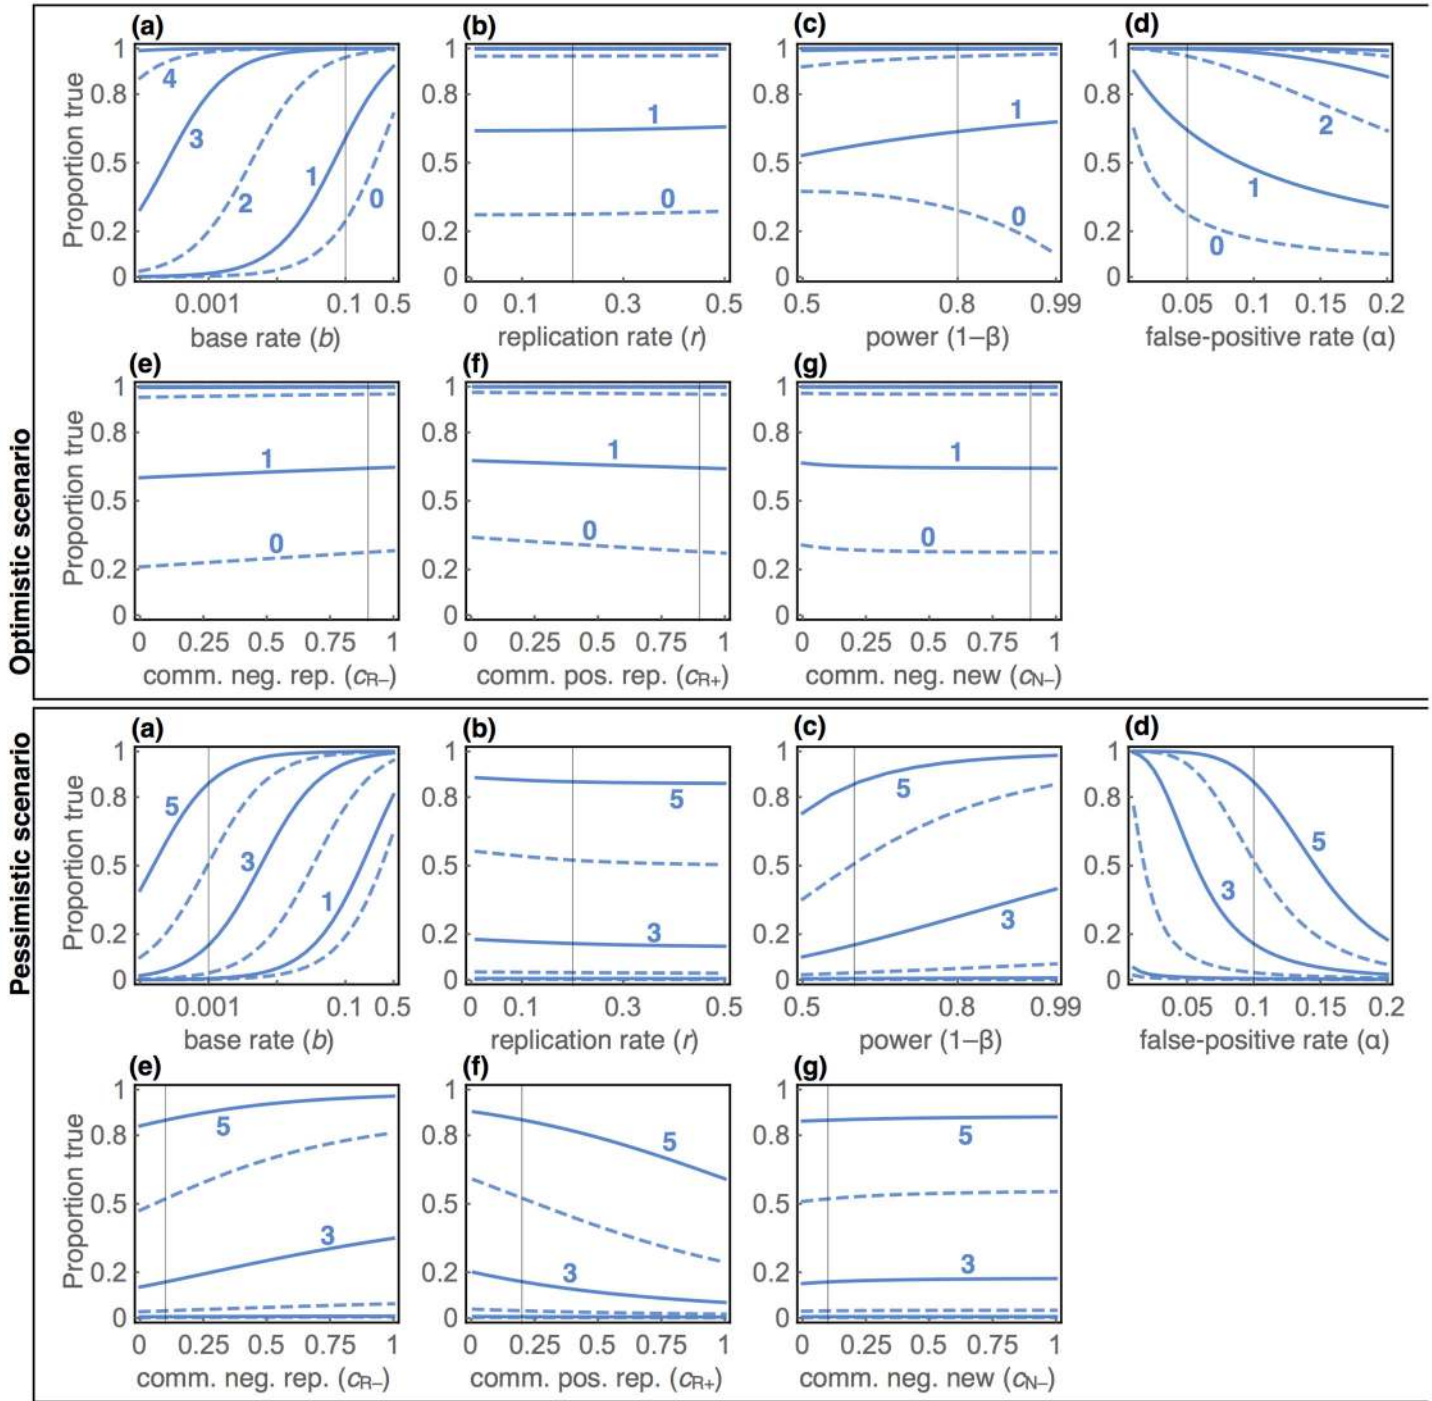 Optimistic scenario
(a) (b) (c) (d)
Proportion true
1 0.8 0.5 0.2 0
4 3 2 1 0
0.001 0.1 0.5
base rate (b)
1 0.8 0.5 0.2 0
1 0
0 0.1 0.3 0.5
replication rate (r)
1 0.8 0.5 0.2 0
1 0
0.5 0.8 0.99
power (1–β)
1 0.8 0.5 0.2 0
2 1 0
0.05 0.1 0.15 0.2
false-positive rate (α)
(e) (f) (g)
Proportion true
1 0.8 0.5 0.2 0
1 0
0 0.25 0.5 0.75 1
comm. neg. rep. (cR–)
1 0.8 0.5 0.2 0
1 0
0 0.25 0.5 0.75 1
comm. pos. rep. (cR+)
1 0.8 0.5 0.2 0
1 0
0 0.25 0.5 0.75 1
comm. neg. new (cN–)
Pessimistic scenario
(a) (b) (c) (d)
Proportion true
1 0.8 0.5 0.2 0
5 3 1
0.001 0.1 0.5
base rate (b)
1 0.8 0.5 0.2 0
5 3
0 0.1 0.3 0.5
replication rate (r)
1 0.8 0.5 0.2 0
5 3
0.5 0.8 0.99
power (1–β)
1 0.8 0.5 0.2 0
5 3
0.05 0.1 0.15 0.2
false-positive rate (α)
(e) (f) (g)
Proportion true
1 0.8 0.5 0.2 0
5 3
0 0.25 0.5 0.75 1
comm. neg. rep. (cR–)
1 0.8 0.5 0.2 0
5 3
0 0.25 0.5 0.75 1
comm. pos. rep. (cR+)
1 0.8 0.5 0.2 0
5 3
0 0.25 0.5 0.75 1
comm. neg. new (cN–)